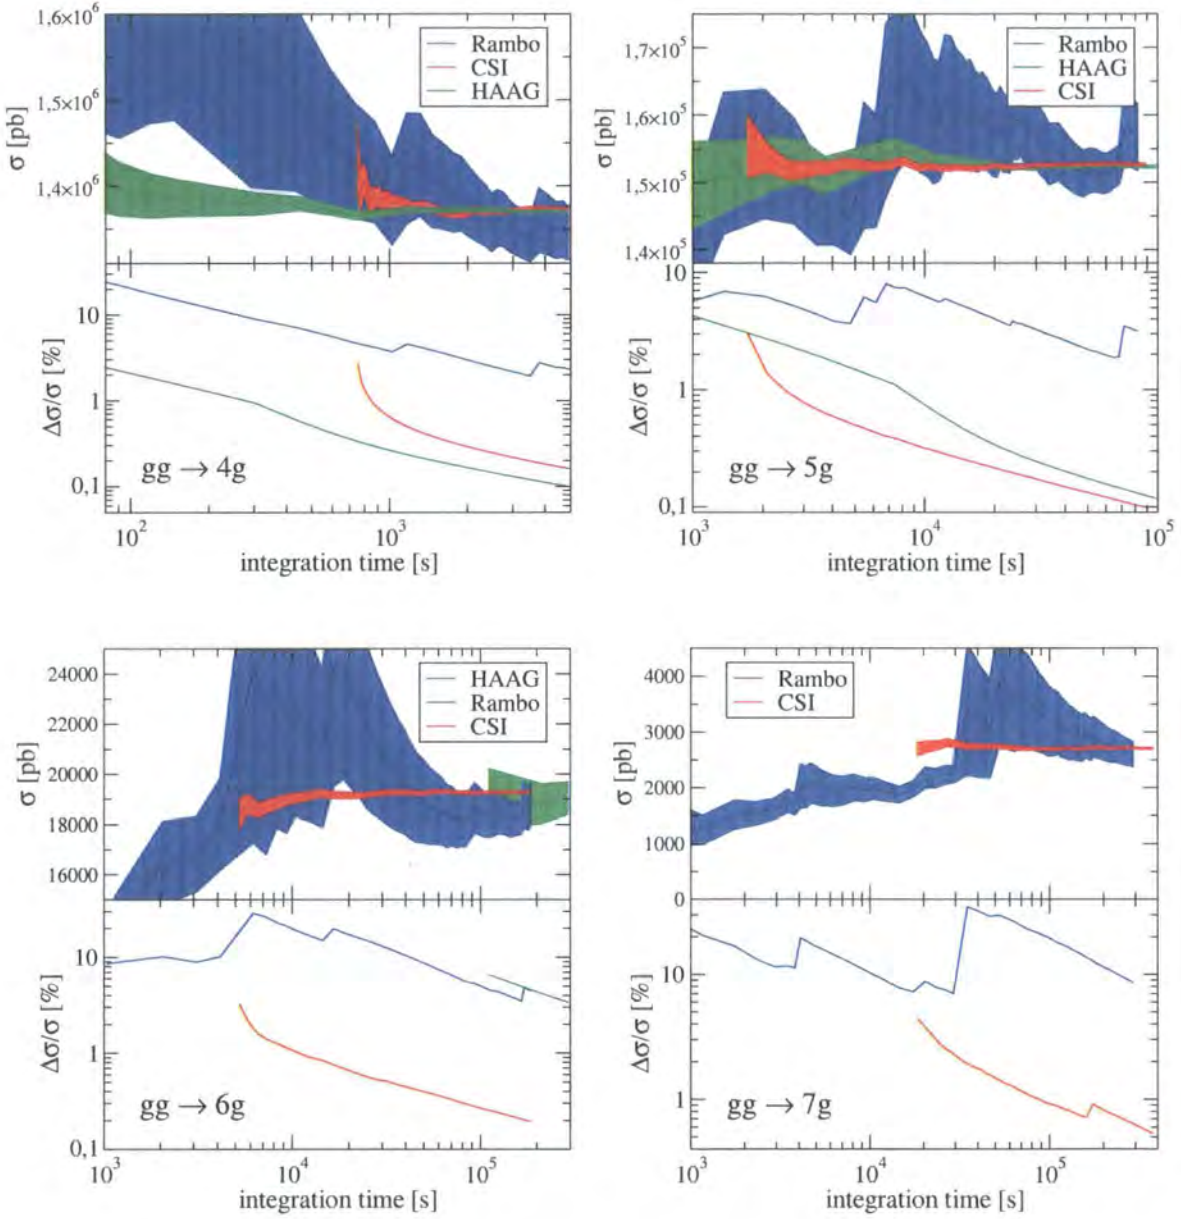 1,6×10⁶
1,5×10⁶
1,4×10⁶
σ [pb]
Rambo
CSI
HAAG
10
1
0,1
Δσ/σ [%]
gg → 4g
10² 10³
integration time [s]
1,7×10⁵
1,6×10⁵
1,5×10⁵
1,4×10⁵
σ [pb]
Rambo
HAAG
CSI
10
1
0,1
Δσ/σ [%]
gg → 5g
10³ 10⁴ 10⁵
integration time [s]
24000
22000
20000
18000
16000
σ [pb]
HAAG
Rambo
CSI
10
1
0,1
Δσ/σ [%]
gg → 6g
10³ 10⁴ 10⁵
integration time [s]
4000
3000
2000
1000
0
σ [pb]
Rambo
CSI
10
1
Δσ/σ [%]
gg → 7g
10³ 10⁴ 10⁵
integration time [s]